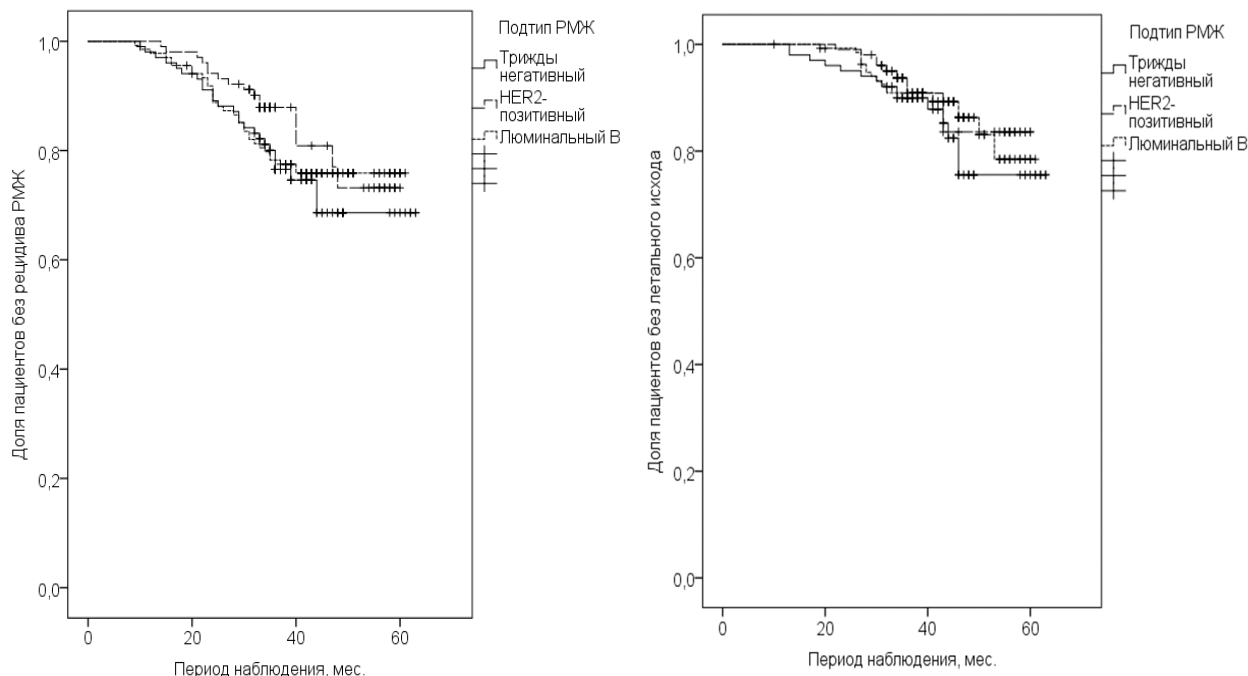 Подтип РМЖ
Трижды
негативный
HER2-
позитивный
Люминальный В
Доля пациентов без рецидива РМЖ
1,0
0,8
0,6
0,4
0,2
0,0
0 20 40 60
Период наблюдения, мес.
Подтип РМЖ
Трижды
негативный
HER2-
позитивный
Люминальный В
Доля пациентов без летального исхода
1,0
0,8
0,6
0,4
0,2
0,0
0 20 40 60
Период наблюдения, мес.